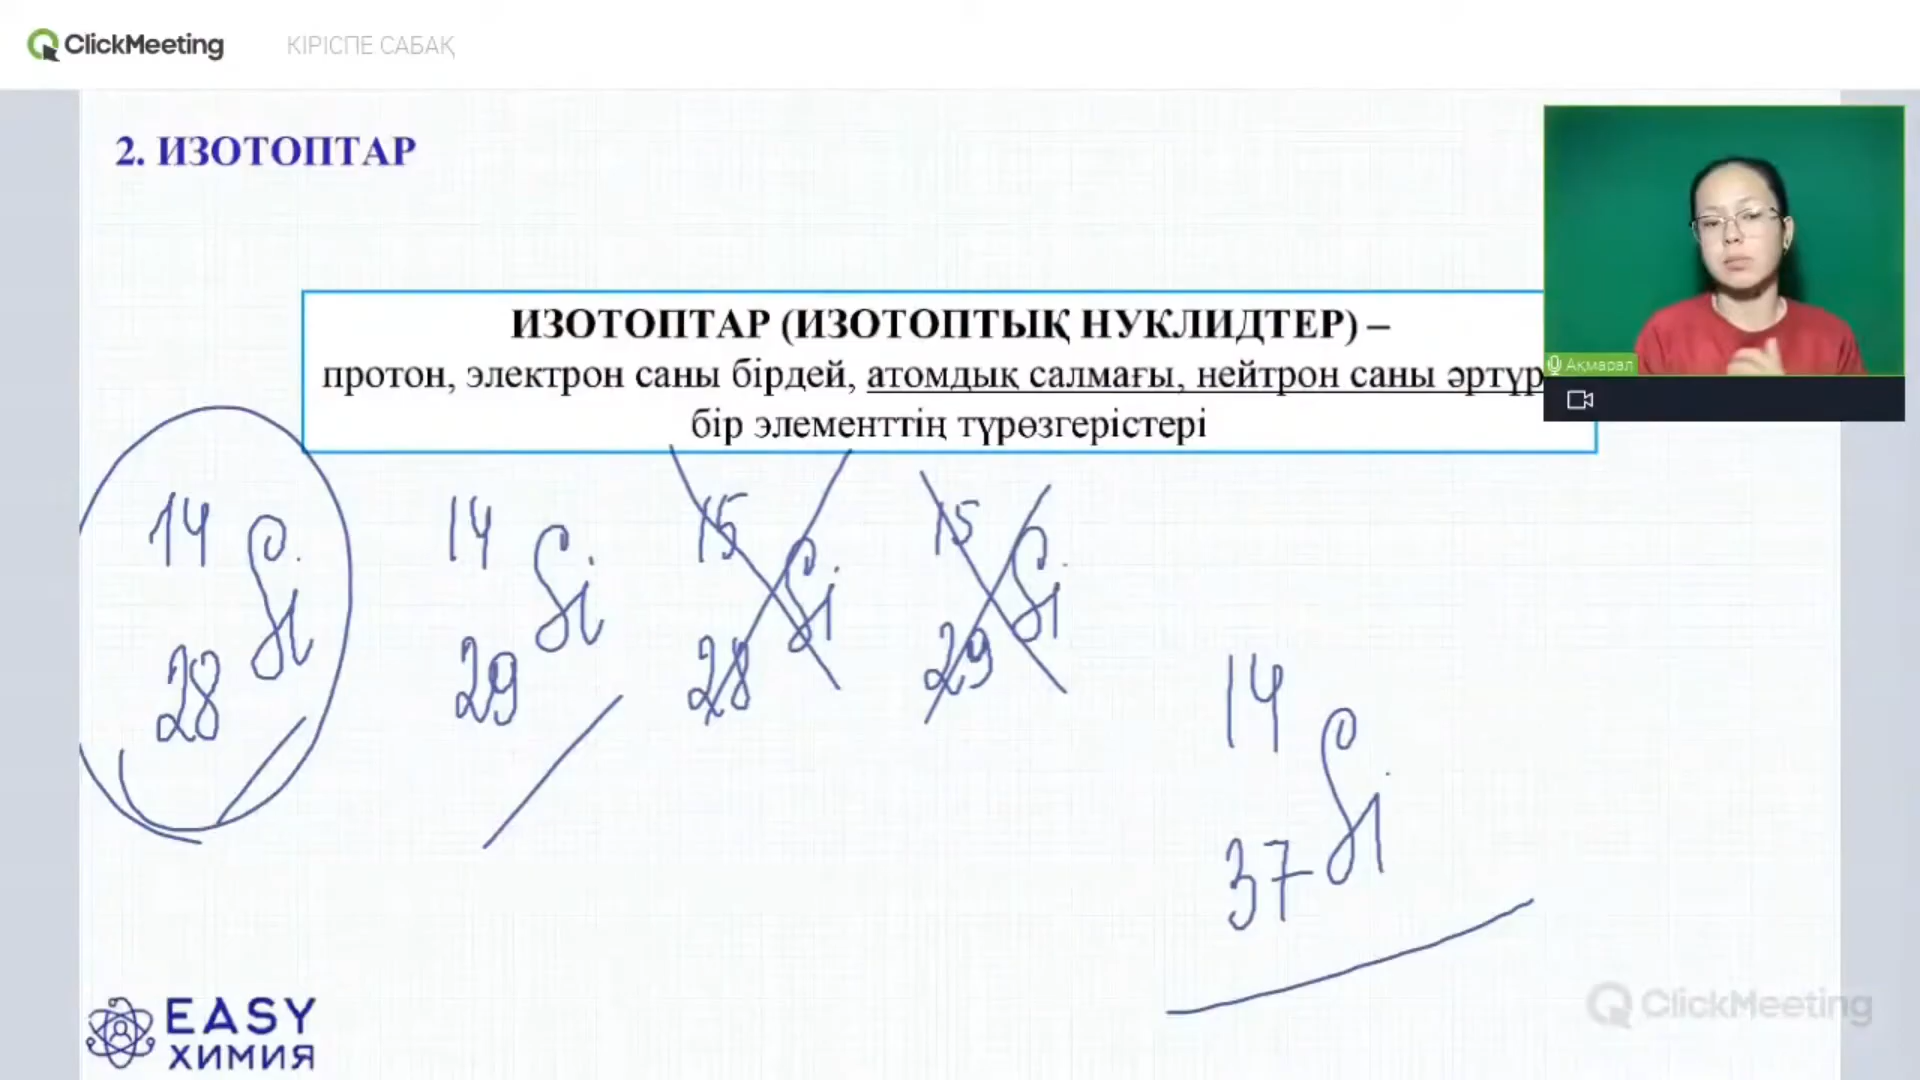 ClickMeeting КІРІСПЕ САБАҚ
2. ИЗОТОПТАР
ИЗОТОПТАР (ИЗОТОПТЫҚ НУКЛИДТЕР) –
протон, электрон саны бірдей, атомдық салмағы, нейтрон саны әртүр
бір элементтің түрөзгерістері
Ақмарал
14 Si 28
14 Si 29
15 Si 28
15 Si 29
14 Si 37
EASY
ХИМИЯ
ClickMeeting